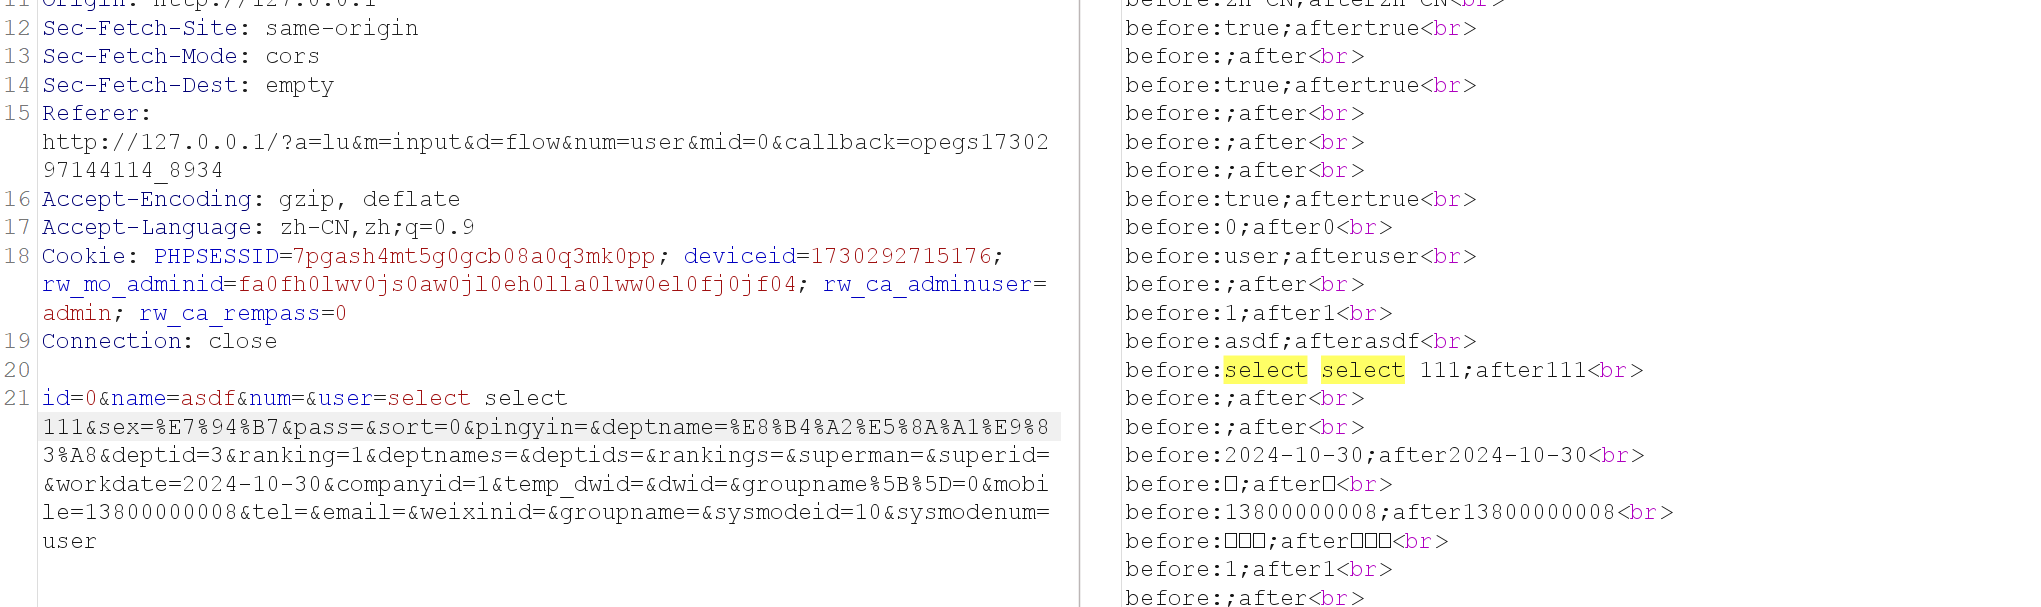 11 Origin: http://127.0.0.1
12 Sec-Fetch-Site: same-origin
13 Sec-Fetch-Mode: cors
14 Sec-Fetch-Dest: empty
15 Referer:
http://127.0.0.1/?a=lu&m=input&d=flow&num=user&mid=0&callback=opegs17302
97144114_8934
16 Accept-Encoding: gzip, deflate
17 Accept-Language: zh-CN,zh;q=0.9
18 Cookie: PHPSESSID=7pgash4mt5g0gcb08a0q3mk0pp; deviceid=1730292715176;
rw_mo_adminid=fa0fh0lwv0js0aw0jl0eh0lla0lww0el0fj0jf04; rw_ca_adminuser=
admin; rw_ca_rempass=0
19 Connection: close
20
21 id=0&name=asdf&num=&user=select select
111&sex=%E7%94%B7&pass=&sort=0&pingyin=&deptname=%E8%B4%A2%E5%8A%A1%E9%8
3%A8&deptid=3&ranking=1&deptnames=&deptids=&rankings=&superman=&superid=
&workdate=2024-10-30&companyid=1&temp_dwid=&dwid=&groupname%5B%5D=0&mobi
le=13800000008&tel=&email=&weixinid=&groupname=&sysmodeid=10&sysmodenum=
user
before:zh-CN;afterzh-CN<br>
before:true;aftertrue<br>
before:;after<br>
before:true;aftertrue<br>
before:;after<br>
before:;after<br>
before:;after<br>
before:true;aftertrue<br>
before:0;after0<br>
before:user;afteruser<br>
before:;after<br>
before:1;after1<br>
before:asdf;afterasdf<br>
before:select select 111;after111<br>
before:;after<br>
before:;after<br>
before:2024-10-30;after2024-10-30<br>
before:□;after□<br>
before:13800000008;after13800000008<br>
before:□□□;after□□□<br>
before:1;after1<br>
before:;after<br>